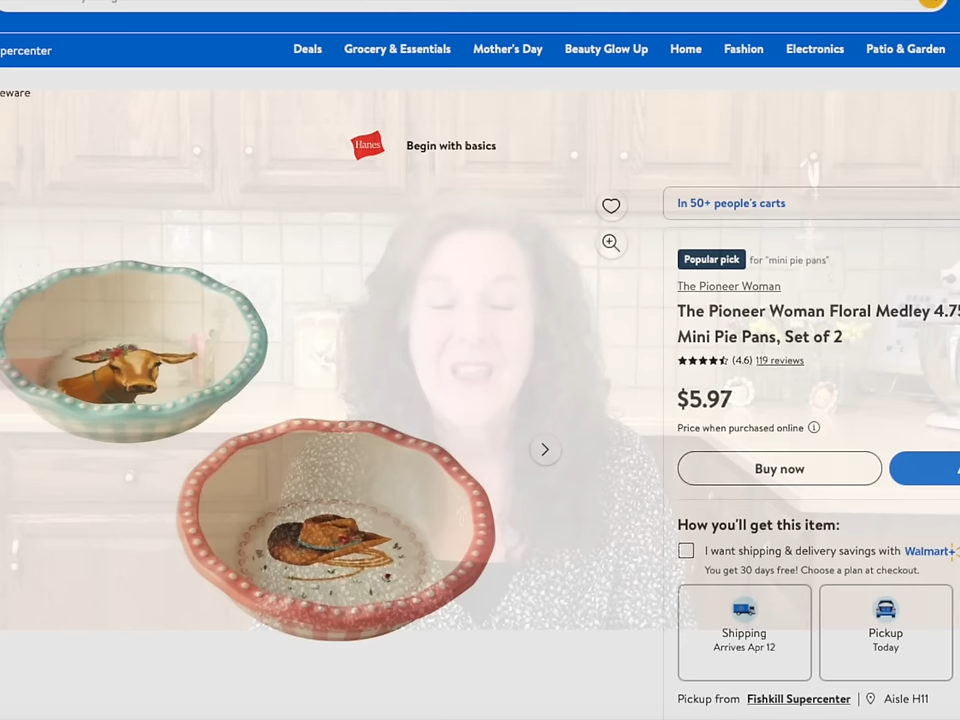 percenter
Deals Grocery & Essentials Mother's Day Beauty Glow Up Home Fashion Electronics Patio & Garden
eware
Hanes Begin with basics
In 50+ people's carts
Popular pick for "mini pie pans"
The Pioneer Woman
The Pioneer Woman Floral Medley 4.75
Mini Pie Pans, Set of 2
(4.6) 119 reviews
$5.97
Price when purchased online
Buy now
How you'll get this item:
I want shipping & delivery savings with Walmart+
You get 30 days free! Choose a plan at checkout.
Shipping
Arrives Apr 12
Pickup
Today
Pickup from Fishkill Supercenter | Aisle H11